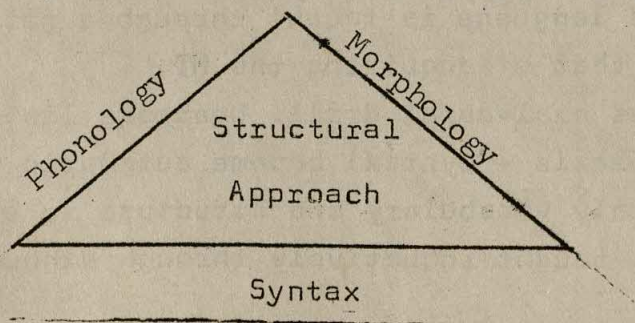 Phonology
Morphology
Structural
Approach
Syntax